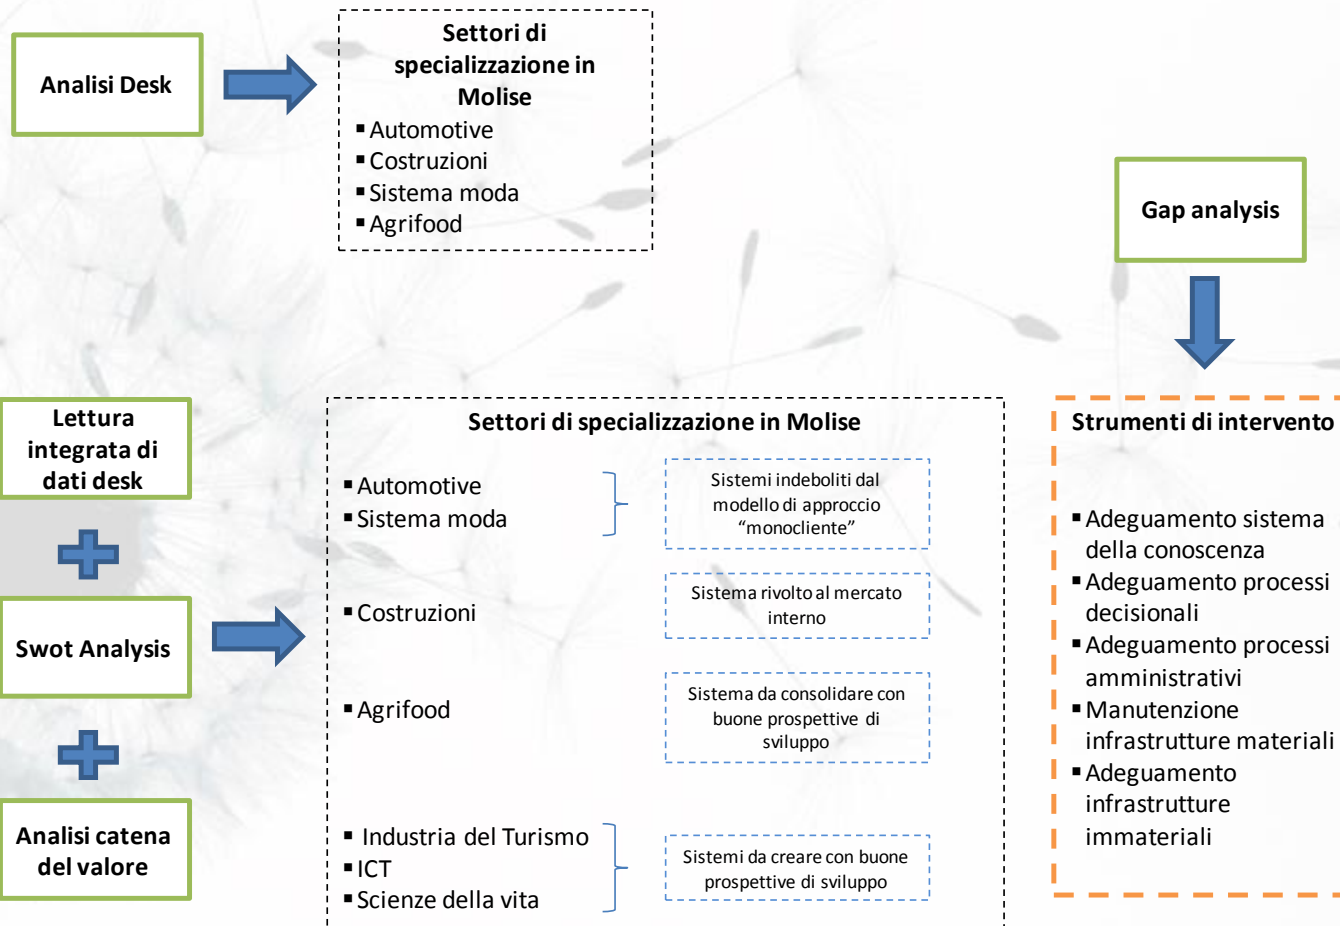 Analisi Desk
Settori di
specializzazione in
Molise
▪ Automotive
▪ Costruzioni
▪ Sistema moda
▪ Agrifood
Gap analysis
Lettura
integrata di
dati desk
Swot Analysis
Analisi catena
del valore
Settori di specializzazione in Molise
▪ Automotive
▪ Sistema moda
Sistemi indeboliti dal
modello di approccio
“monocliente”
▪ Costruzioni
Sistema rivolto al mercato
interno
▪ Agrifood
Sistema da consolidare con
buone prospettive di
sviluppo
▪ Industria del Turismo
▪ ICT
▪ Scienze della vita
Sistemi da creare con buone
prospettive di sviluppo
Strumenti di intervento
▪ Adeguamento sistema
della conoscenza
▪ Adeguamento processi
decisionali
▪ Adeguamento processi
amministrativi
▪ Manutenzione
infrastrutture materiali
▪ Adeguamento
infrastrutture
immateriali